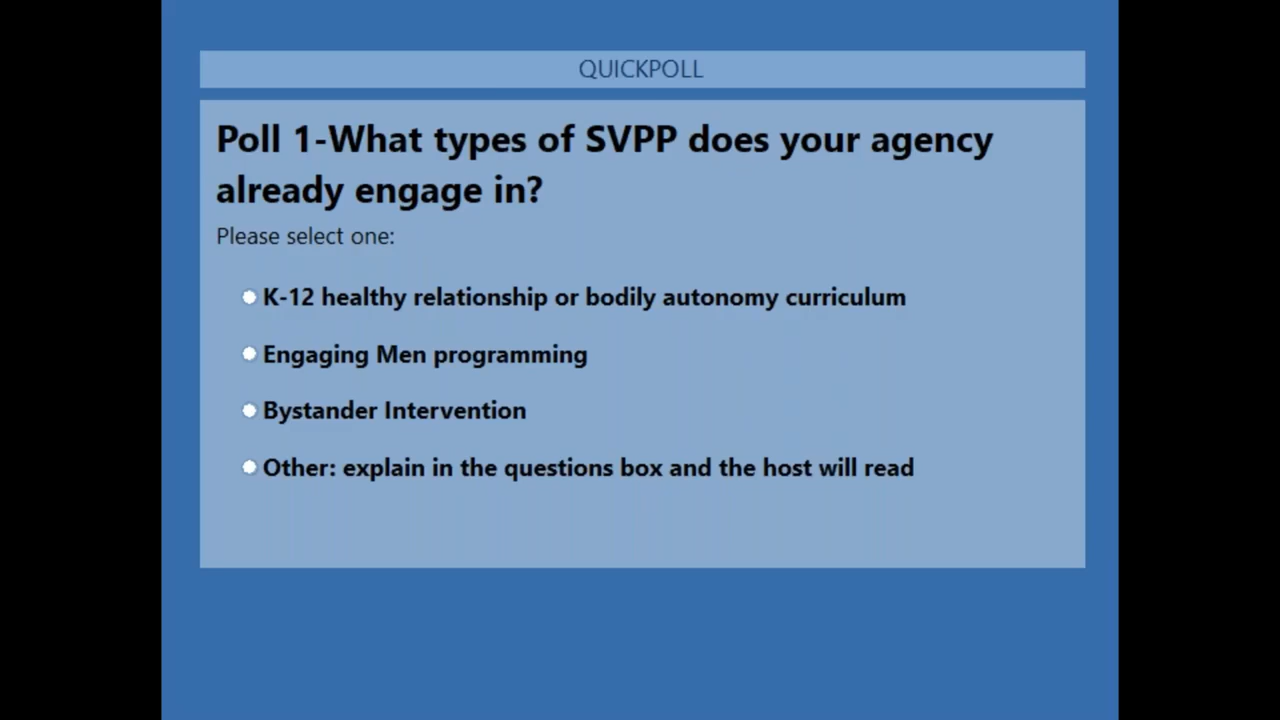 QUICKPOLL
Poll 1-What types of SVPP does your agency
already engage in?
Please select one:
K-12 healthy relationship or bodily autonomy curriculum
Engaging Men programming
Bystander Intervention
Other: explain in the questions box and the host will read